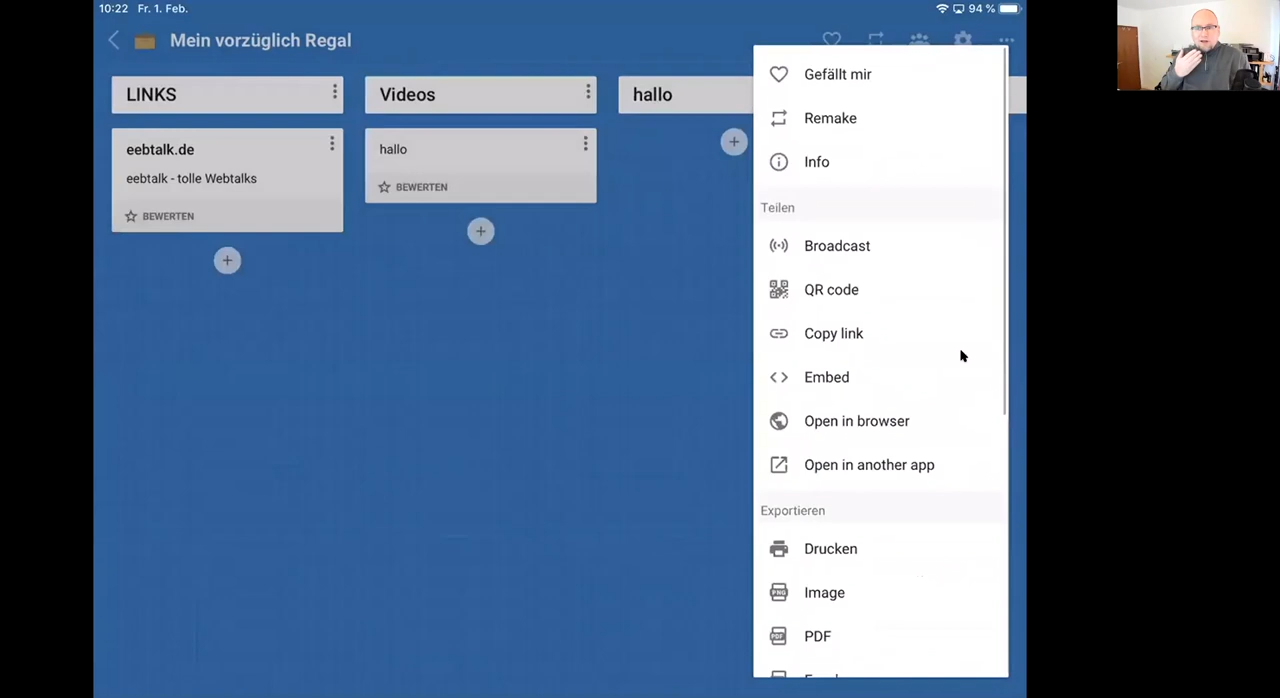 10:22 Fr. 1. Feb.
94 %
Mein vorzüglich Regal
LINKS
Videos
hallo
eebtalk.de
eebtalk - tolle Webtalks
BEWERTEN
hallo
BEWERTEN
Gefällt mir
Remake
Info
Teilen
Broadcast
QR code
Copy link
Embed
Open in browser
Open in another app
Exportieren
Drucken
PNG
Image
PDF
PDF